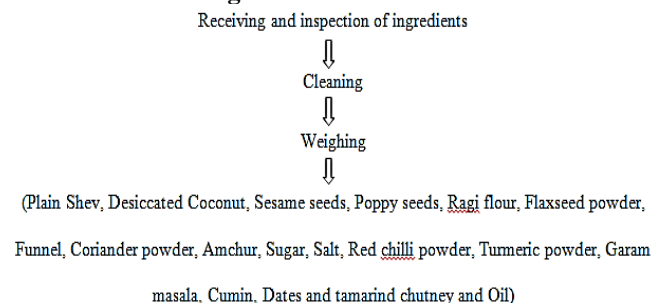 Receiving and inspection of ingredients
Cleaning
Weighing
(Plain Shev, Desiccated Coconut, Sesame seeds, Poppy seeds, Ragi flour, Flaxseed powder,
Funnel, Coriander powder, Amchur, Sugar, Salt, Red chilli powder, Turmeric powder, Garam
masala, Cumin, Dates and tamarind chutney and Oil)